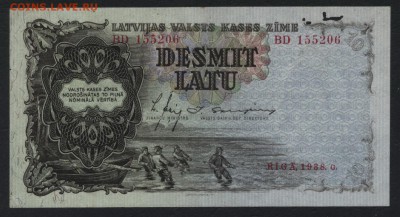 COINS.LAVE.RU
LATVIJAS VALSTS KASES ZĪME
BD 155206 BD 155206
DESMIT
LATU
VALSTS KASES ZĪMES
NODROŠINĀTAS TO PILNĀ
NOMINĀLĀ VĒRTĪBĀ
RĪGĀ, 1938. G.